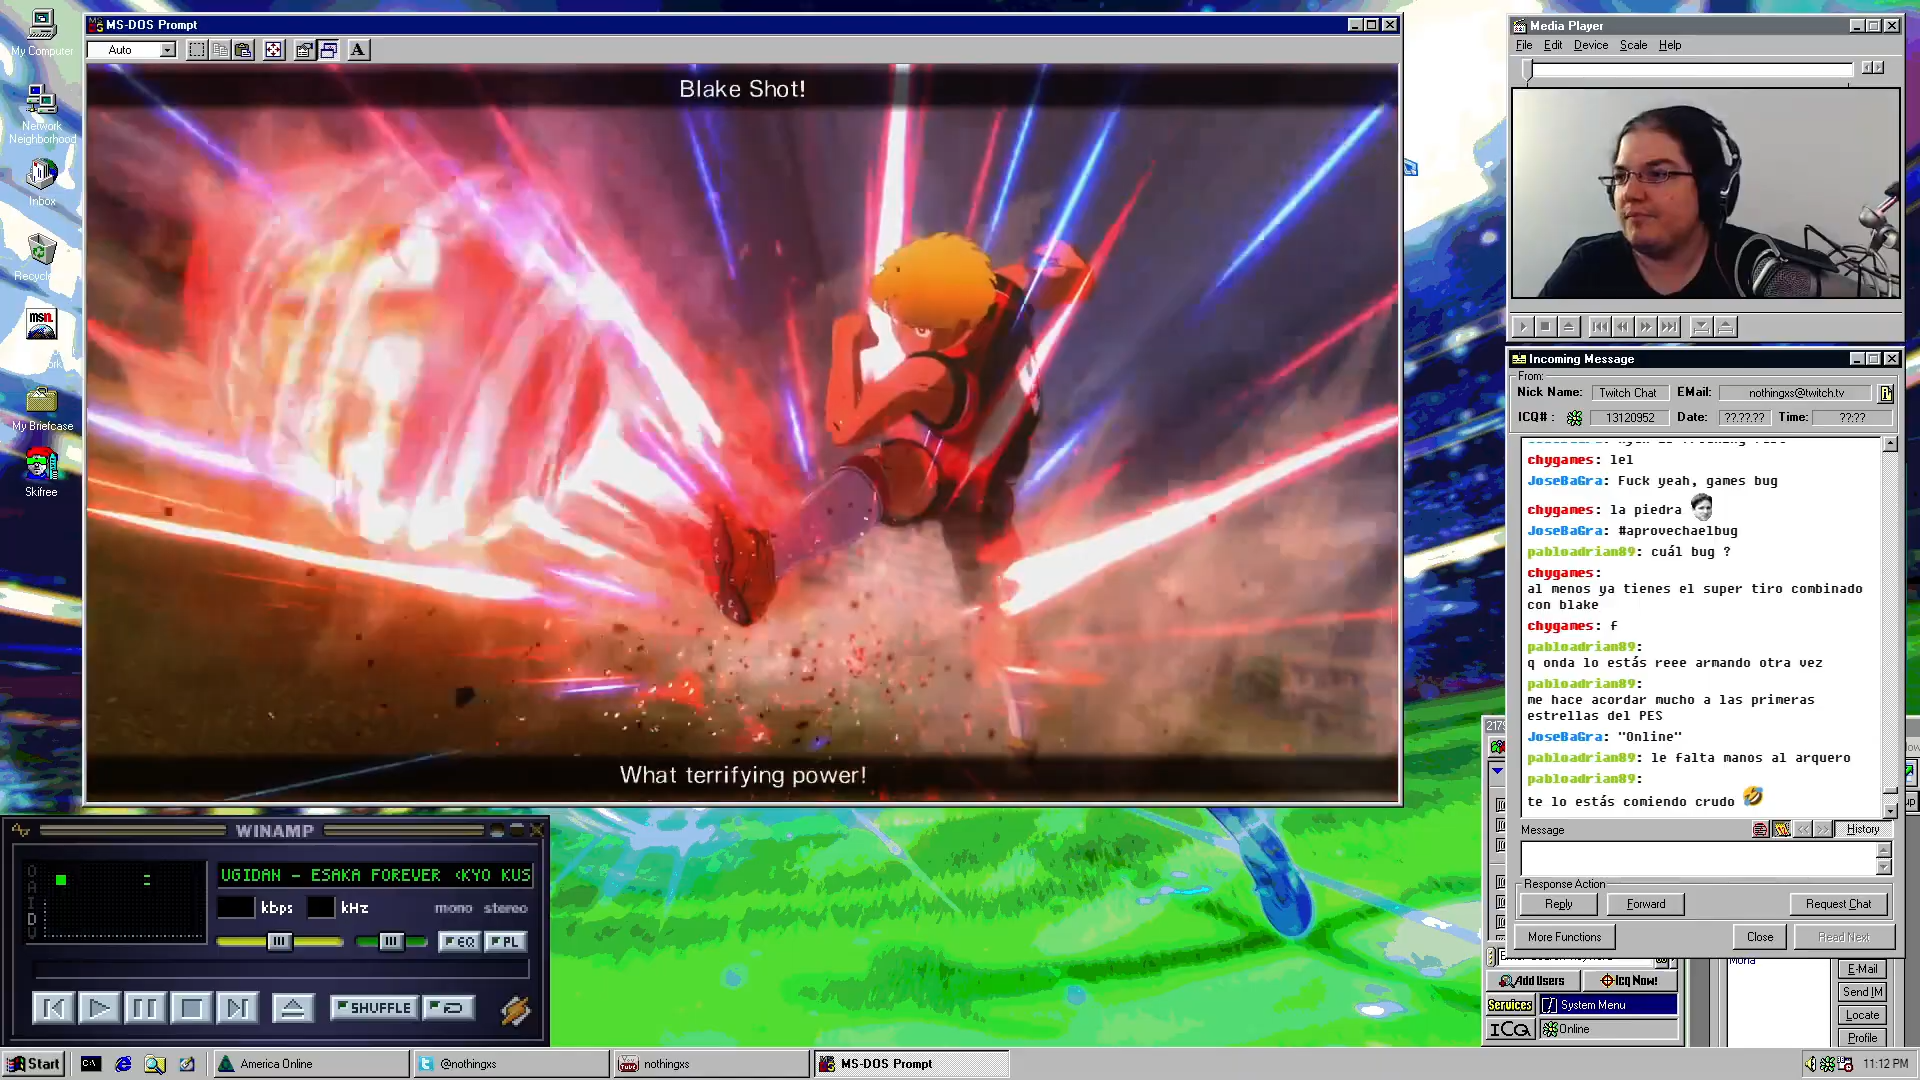 My Computer
Network
Neighborhood
Inbox
Recycle
msn.
My Briefcase
Skifree
MS-DOS Prompt
Auto
A
Blake Shot!
What terrifying power!
Media Player
File Edit Device Scale Help
Incoming Message
From:
Nick Name: Twitch Chat EMail: nothingxs@twitch.tv
ICQ# : 13120952 Date: ??.??.?? Time: ??:??
chygames: lel
JoseBaGra: Fuck yeah, games bug
chygames: la piedra
JoseBaGra: #aprovechaelbug
pabloadrian89: cuál bug ?
chygames:
al menos ya tienes el super tiro combinado
con blake
chygames: f
pabloadrian89:
q onda lo estás reee armando otra vez
pabloadrian89:
me hace acordar mucho a las primeras
estrellas del PES
JoseBaGra: "Online"
pabloadrian89: le falta manos al arquero
pabloadrian89:
te lo estás comiendo crudo
Message
History
Response Action
Reply Forward Request Chat
More Functions Close Read Next
2179
Add Users Icq Now!
Services System Menu
ICQ Online
E-Mail
Send IM
Locate
Profile
WINAMP
O
A
I
D
V
UGIDAN - ESAKA FOREVER <KYO KUS
kbps kHz mono stereo
EQ PL
SHUFFLE
Start
C:\
America Online
@nothingxs
You Tube nothingxs
MS-DOS Prompt
11:12 PM